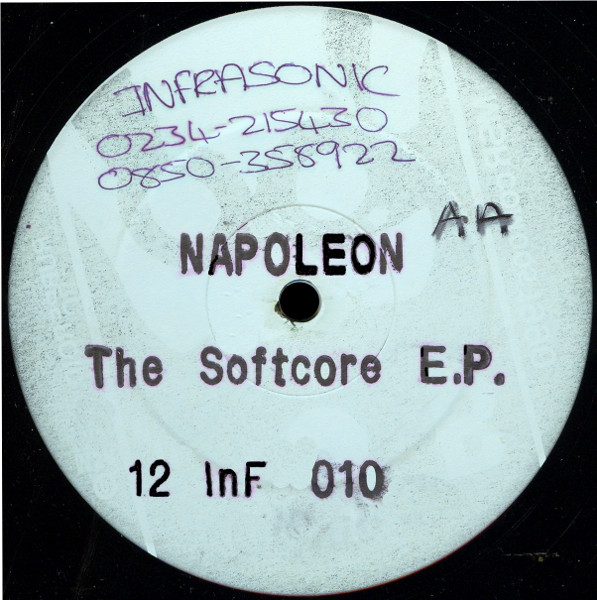 INFRASONIC
0234-215430
0850-358922
AA
NAPOLEON
The Softcore E.P.
12 InF 010